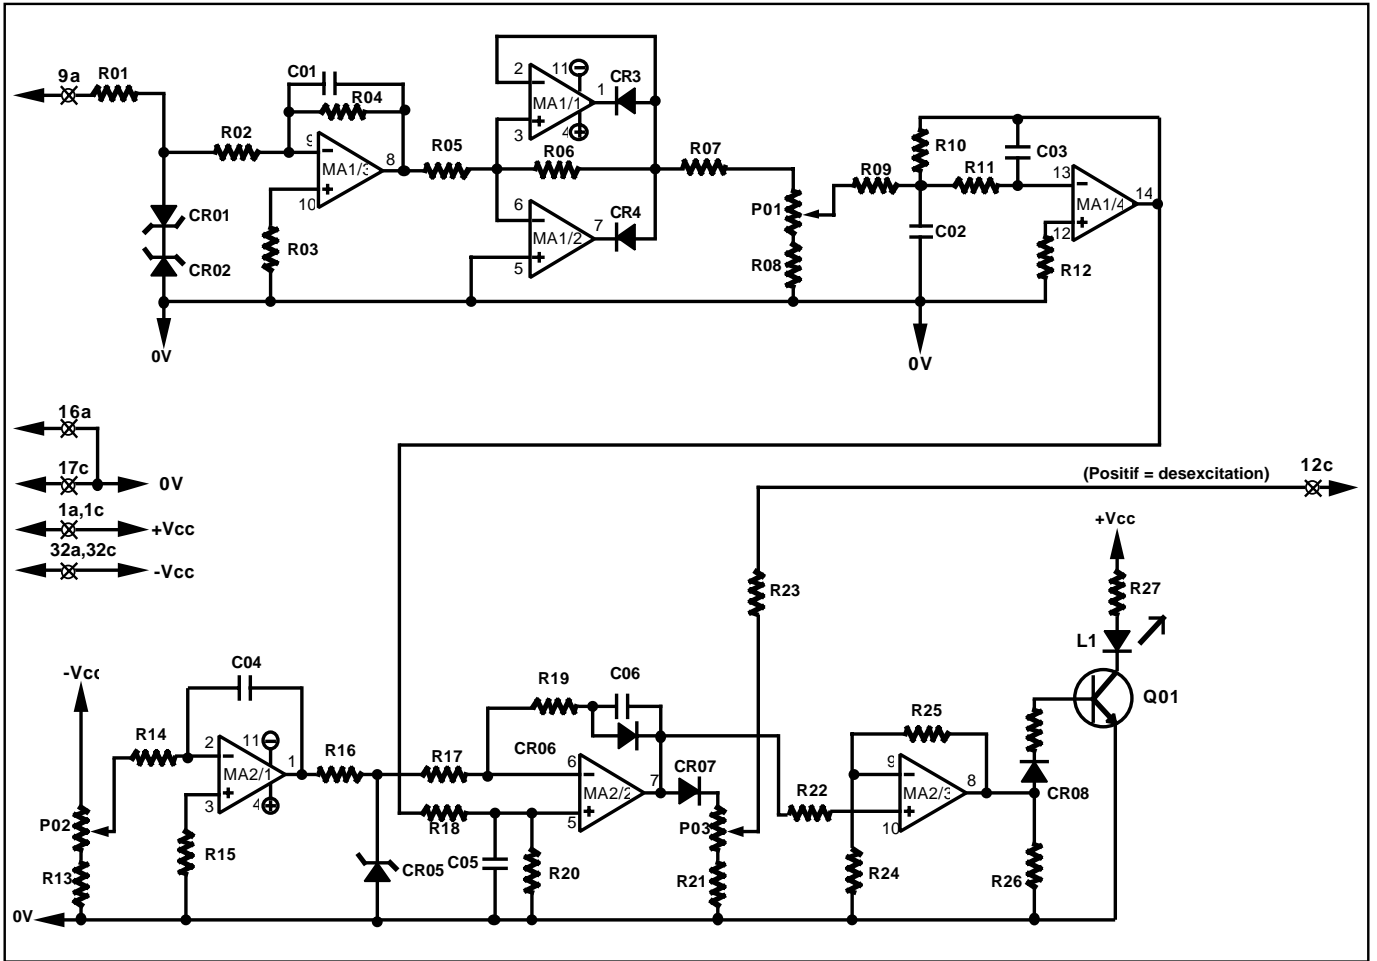 9a R01
C01
R04
R02
9
MA1/3
8
10
R03
CR01
CR02
0V
R05
2
11
1
CR3
MA1/1
3
4
R06
6
7
CR4
MA1/2
5
R07
P01
R08
R09
R10
C03
R11
C02
13
14
MA1/4
12
R12
0V
16a
17c
0V
1a,1c
+Vcc
32a,32c
-Vcc
(Positif = desexcitation)
12c
+Vcc
R27
L1
Q01
R23
-Vcc
C04
R14
2
11
1
MA2/1
3
4
R16
P02
R15
R13
0V
CR05
R19
C06
R17
CR06
6
7
MA2/2
5
R18
C05
R20
CR07
P03
R21
R22
R25
9
8
MA2/3
10
CR08
R24
R26